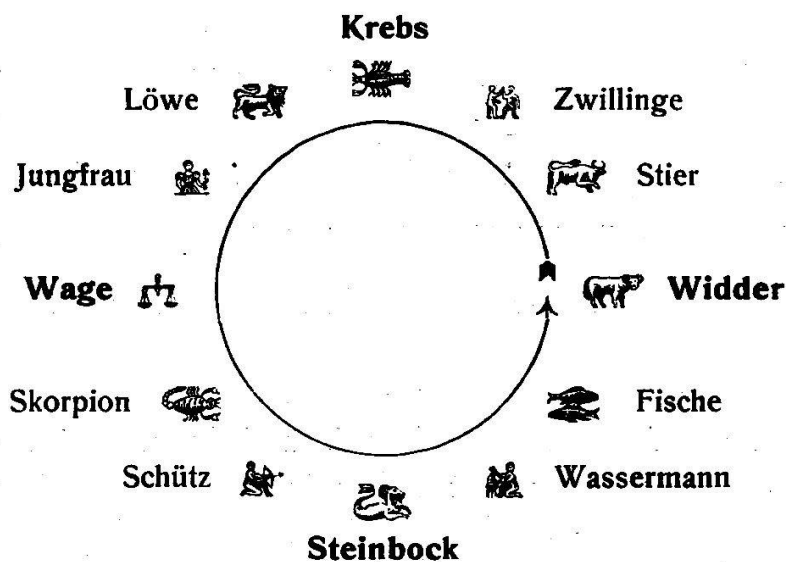 Krebs
Löwe Zwillinge
Jungfrau Stier
Wage Widder
Skorpion Fische
Schütz Wassermann
Steinbock